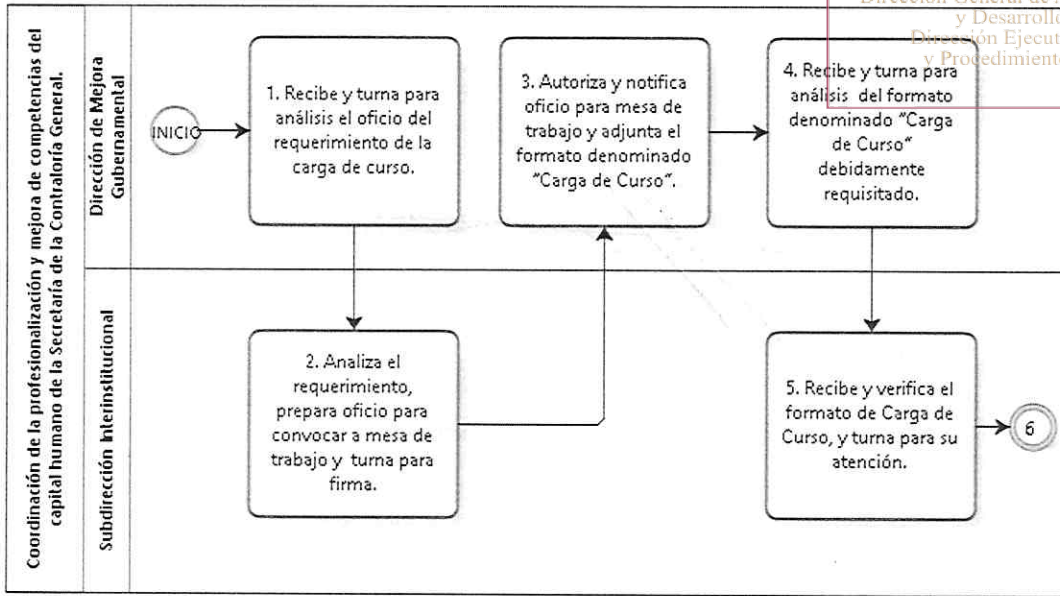 Dirección General de
y Desarrollo
Dirección Ejecut
y Procedimient
Coordinación de la profesionalización y mejora de competencias del
capital humano de la Secretaría de la Contraloría General.
Dirección de Mejora
Gubernamental
INICIO
1. Recibe y turna para
análisis el oficio del
requerimiento de la
carga de curso.
3. Autoriza y notifica
oficio para mesa de
trabajo y adjunta el
formato denominado
"Carga de Curso".
4. Recibe y turna para
análisis del formato
denominado "Carga
de Curso"
debidamente
requisitado.
Subdirección Interinstitucional
2. Analiza el
requerimiento,
prepara oficio para
convocar a mesa de
trabajo y turna para
firma.
5. Recibe y verifica el
formato de Carga de
Curso, y turna para su
atención.
6